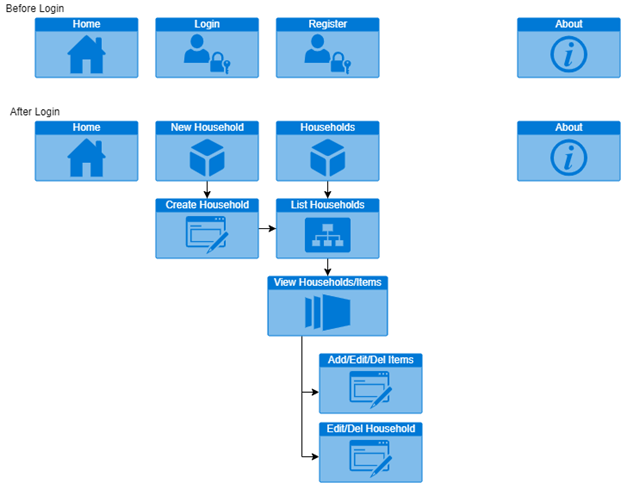 Before Login
Home
Login
Register
About
After Login
Home
New Household
Households
About
Create Household
List Households
View Households/Items
Add/Edit/Del Items
Edit/Del Household